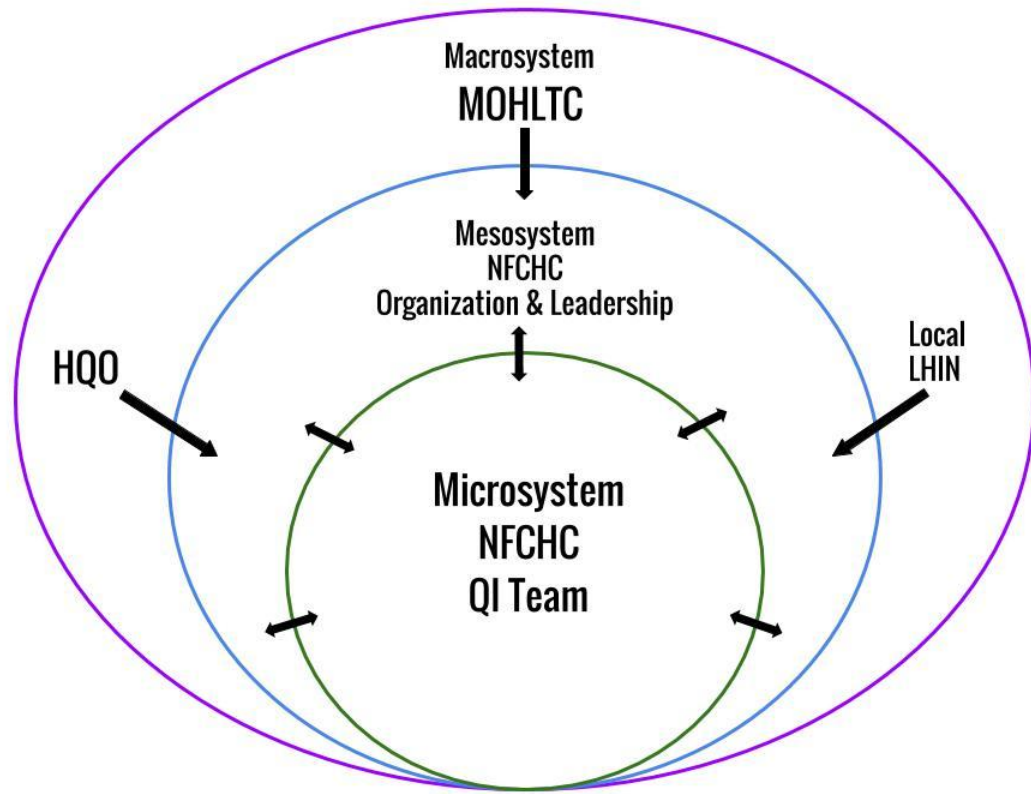 Macrosystem
MOHLTC
Mesosystem
NFCHC
Organization & Leadership
HQO
Local
LHIN
Microsystem
NFCHC
QI Team